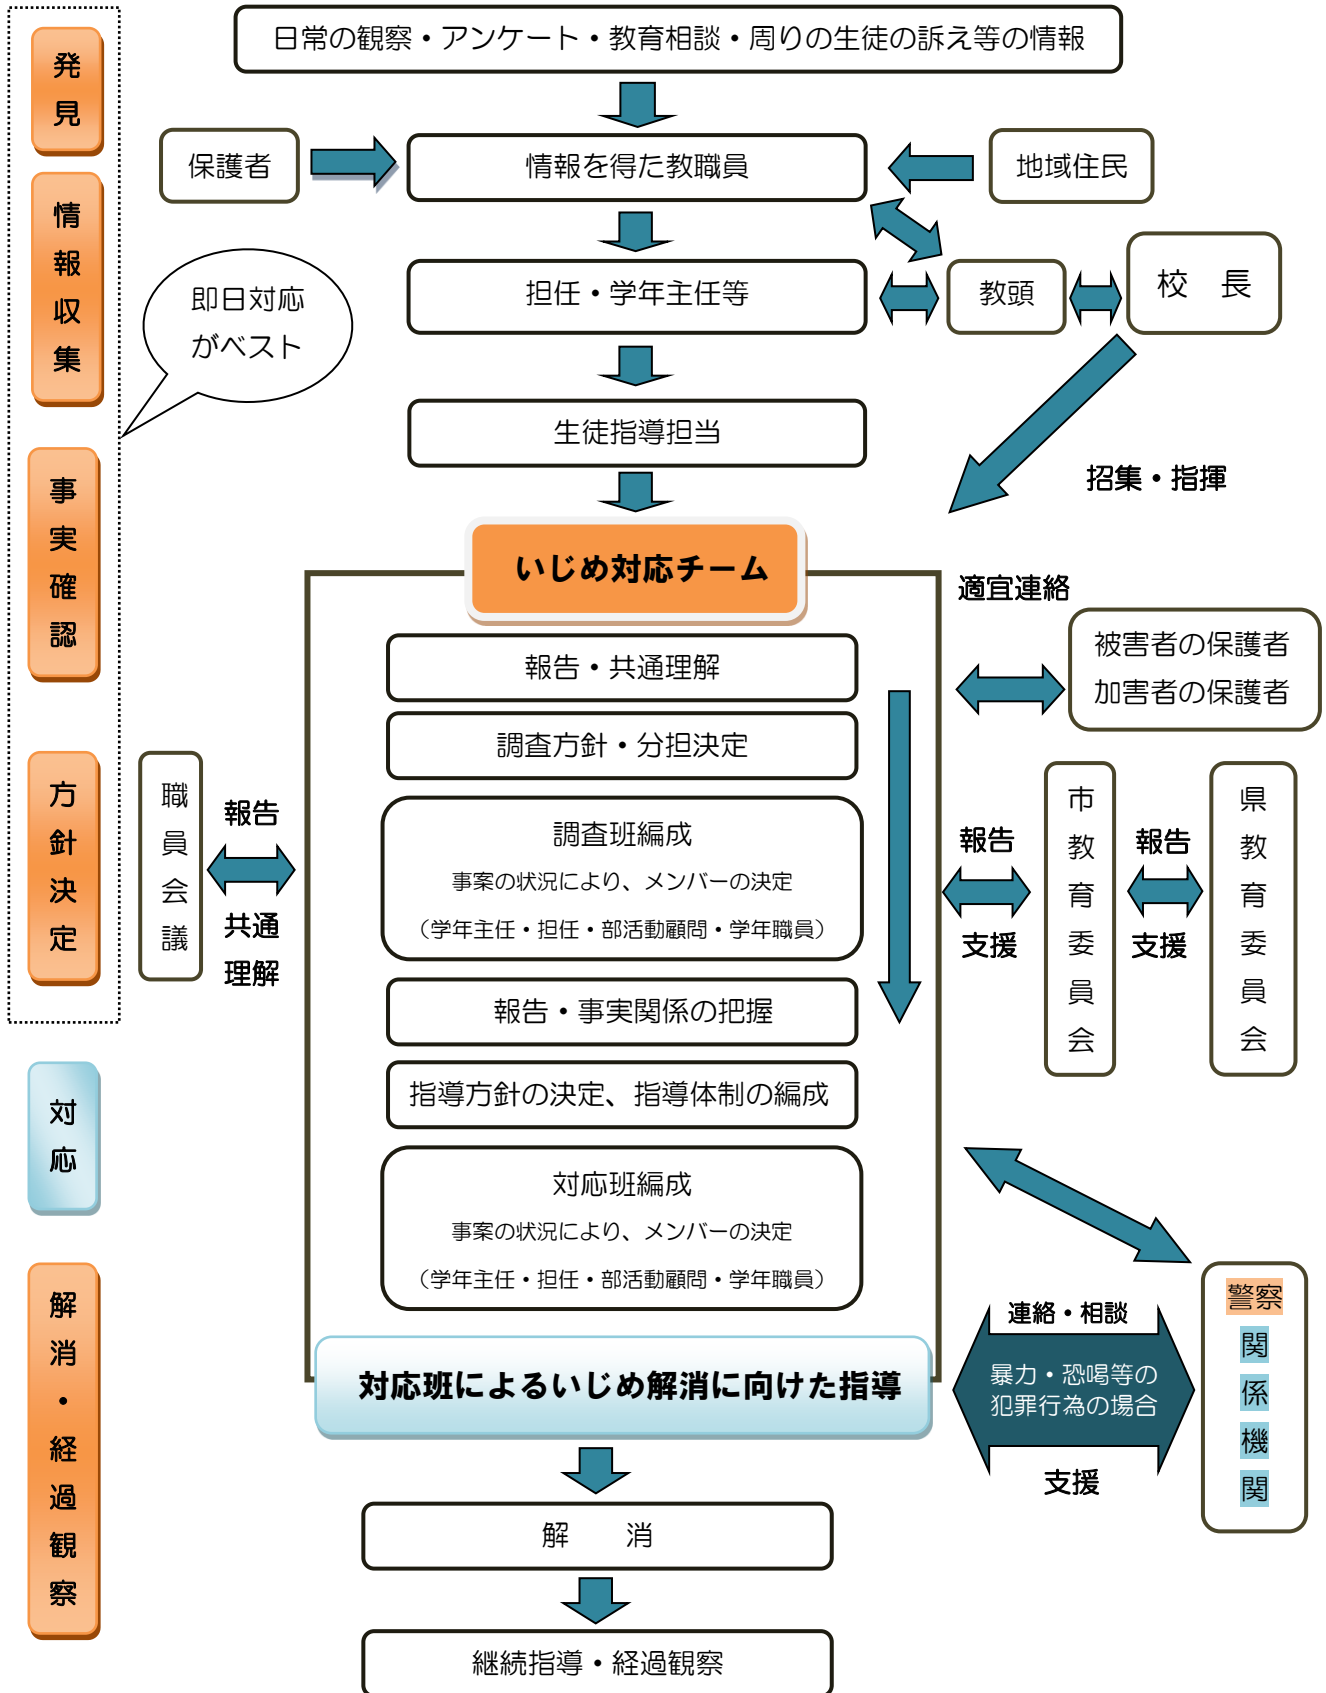 日常の観察・アンケート・教育相談・周りの生徒の訴え等の情報
発見
保護者
情報を得た教職員
地域住民
情報収集
即日対応
がベスト
担任・学年主任等
教頭
校　長
生徒指導担当
招集・指揮
事実確認
いじめ対応チーム
適宜連絡
報告・共通理解
被害者の保護者
加害者の保護者
調査方針・分担決定
方針決定
職員会議
報告
共通
理解
調査班編成
事案の状況により、メンバーの決定
（学年主任・担任・部活動顧問・学年職員）
報告
支援
市教育委員会
報告
支援
県教育委員会
報告・事実関係の把握
指導方針の決定、指導体制の編成
対応
対応班編成
事案の状況により、メンバーの決定
（学年主任・担任・部活動顧問・学年職員）
解消・経過観察
対応班によるいじめ解消に向けた指導
連絡・相談
暴力・恐喝等の
犯罪行為の場合
支援
警察
関係機関
解　　消
継続指導・経過観察